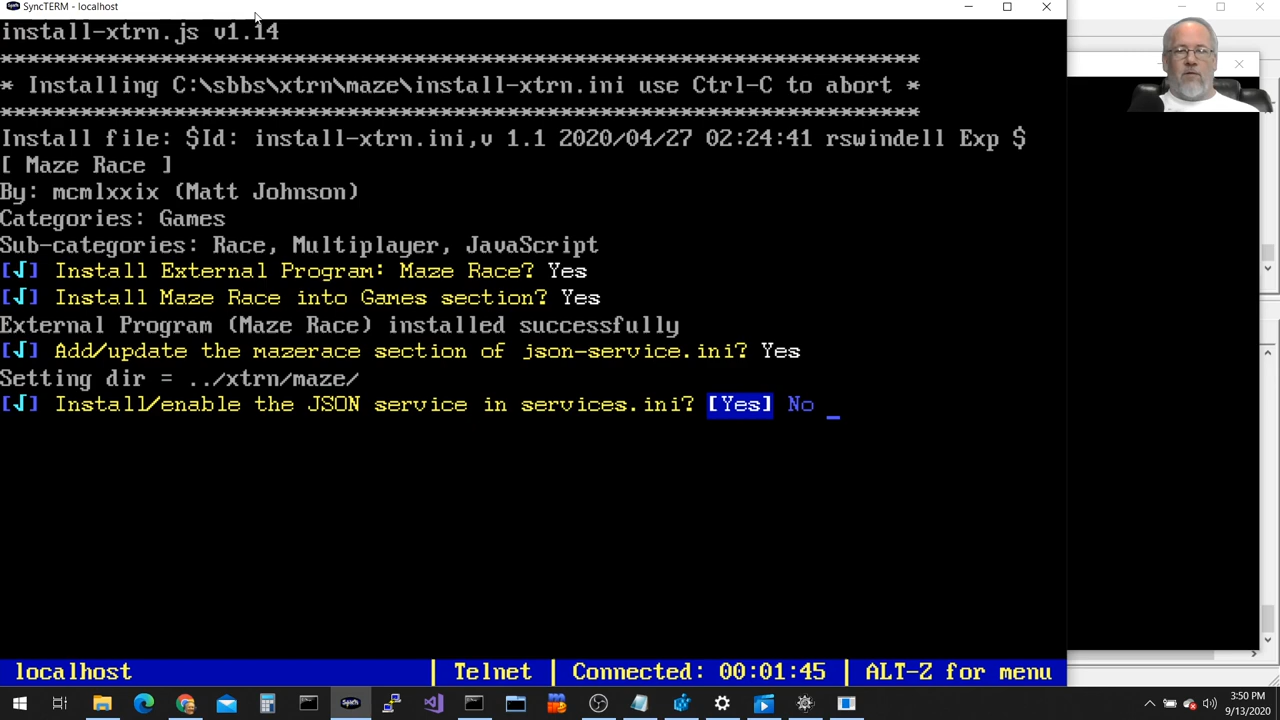 SyncTERM - localhost
install-xtrn.js v1.14
*********************************************************************
* Installing C:\sbbs\xtrn\maze\install-xtrn.ini use Ctrl-C to abort *
*********************************************************************
Install file: $Id: install-xtrn.ini,v 1.1 2020/04/27 02:24:41 rswindell Exp $
[ Maze Race ]
By: mcmlxxix (Matt Johnson)
Categories: Games
Sub-categories: Race, Multiplayer, JavaScript
[√] Install External Program: Maze Race? Yes
[√] Install Maze Race into Games section? Yes
External Program (Maze Race) installed successfully
[√] Add/update the mazerace section of json-service.ini? Yes
Setting dir = ../xtrn/maze/
[√] Install/enable the JSON service in services.ini? [Yes] No _
localhost | Telnet | Connected: 00:01:45 | ALT-Z for menu
3:50 PM
9/13/2020